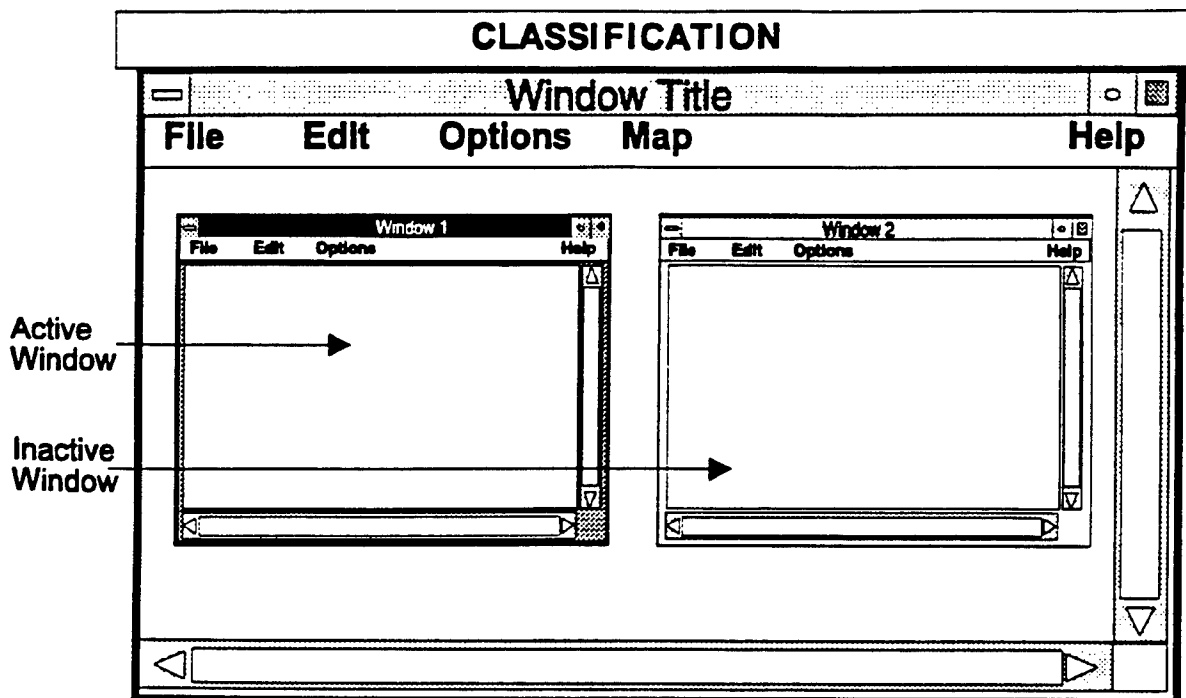 CLASSIFICATION
Window Title
File Edit Options Map Help
Window 1
File Edit Options Help
Window 2
File Edit Options Help
Active
Window
Inactive
Window